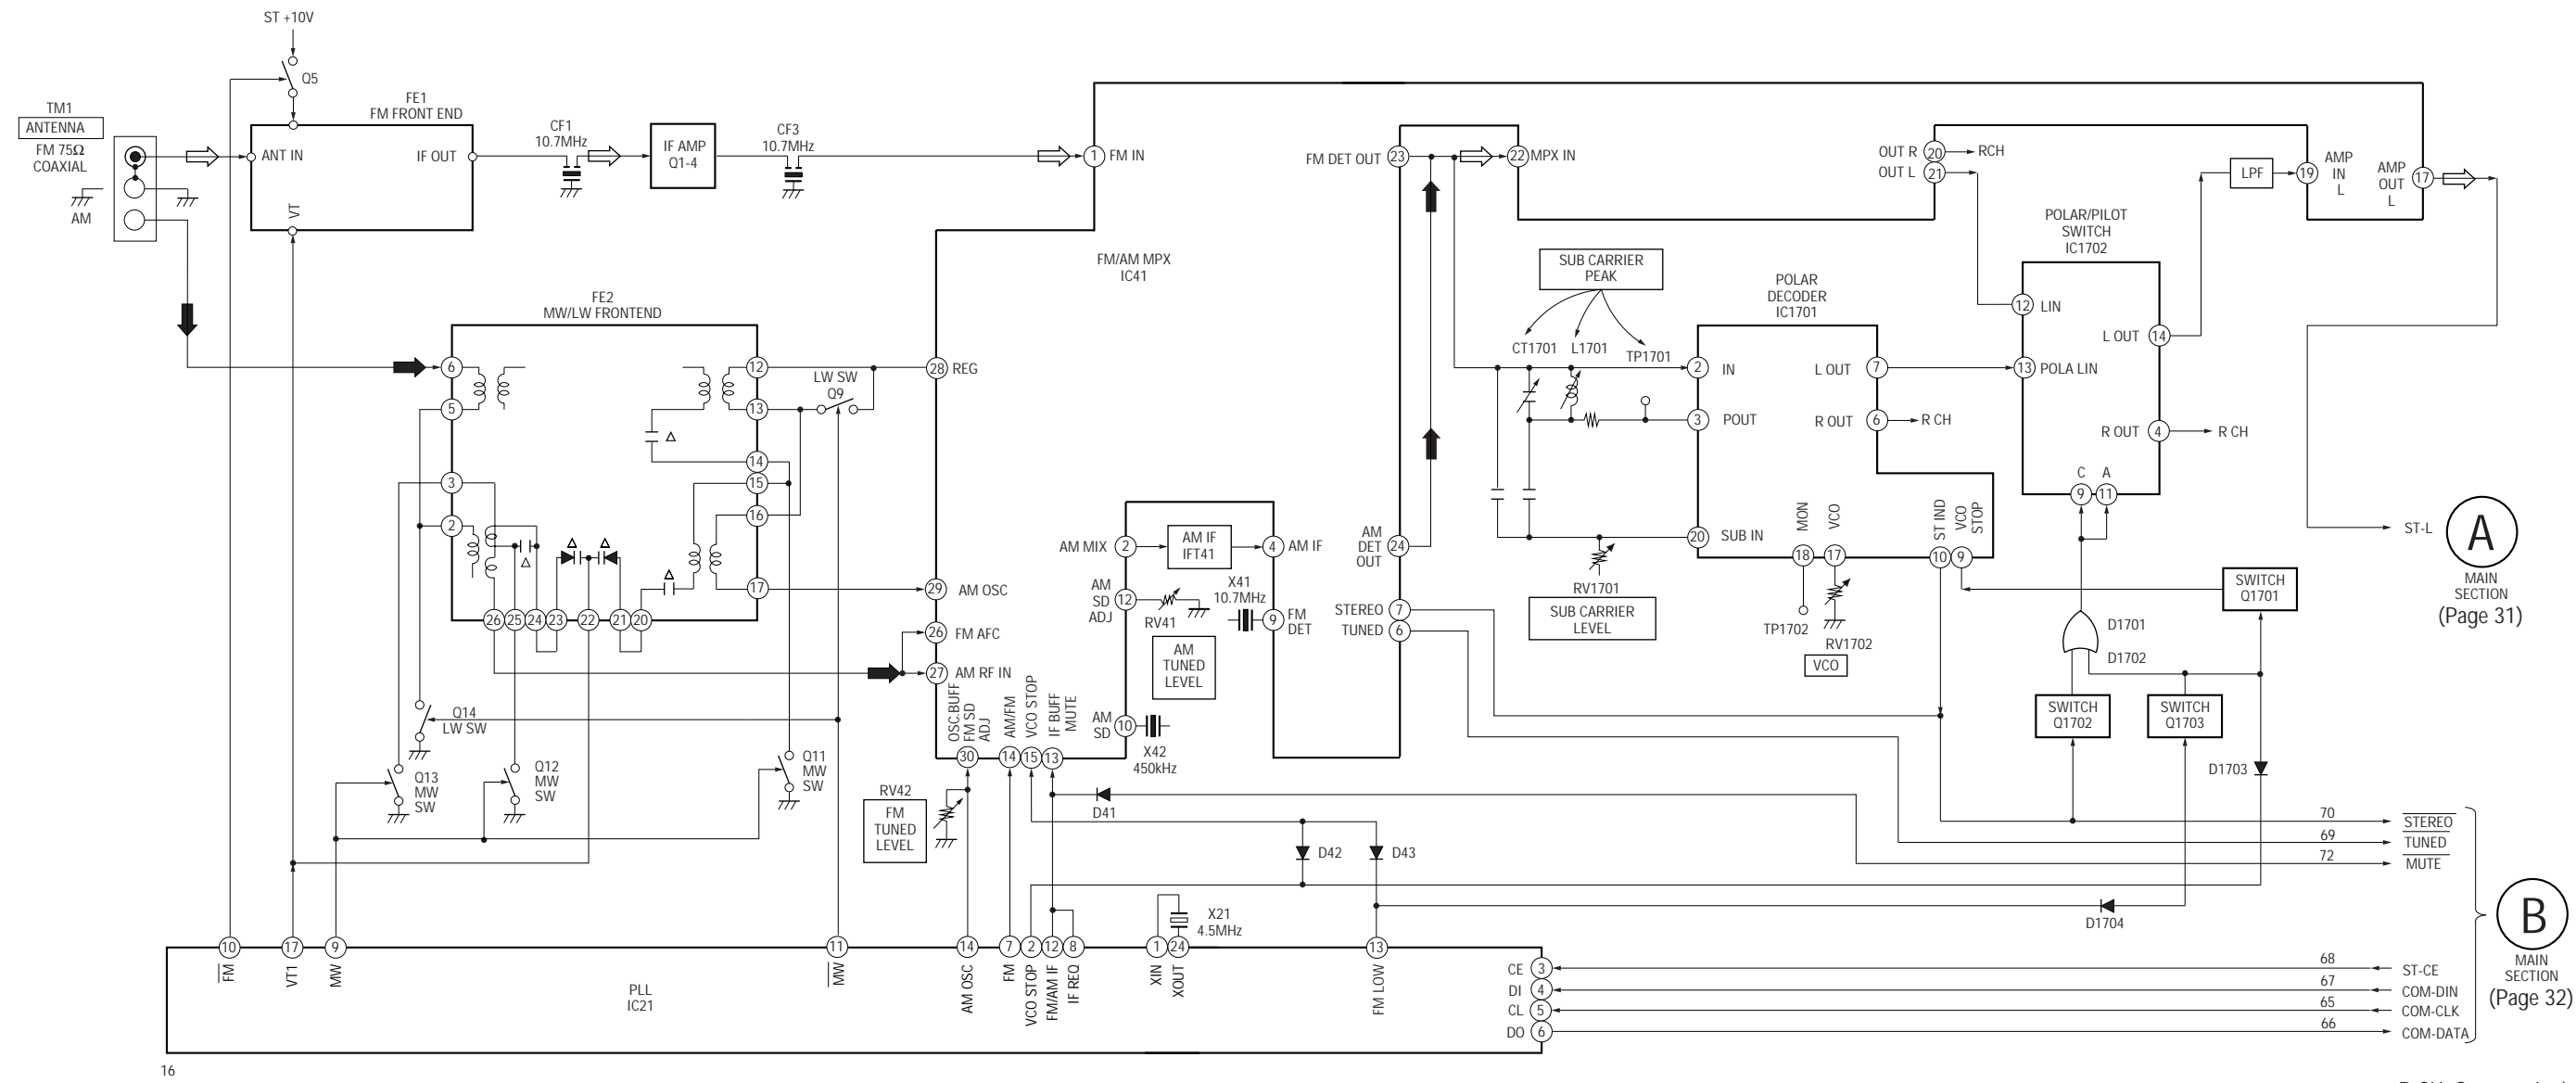 ST +10V
Q5
TM1
ANTENNA
FM 75Ω
COAXIAL
AM
FE1
FM FRONT END
ANT IN
IF OUT
VT
CF1
10.7MHz
IF AMP
Q1-4
CF3
10.7MHz
1 FM IN
FM/AM MPX
IC41
FM DET OUT 23
22 MPX IN
OUT R 20 RCH
OUT L 21
LPF
19 AMP
IN
L
AMP
OUT
L
17
POLAR/PILOT
SWITCH
IC1702
12 LIN
L OUT 14
13 POLA LIN
R OUT 4 R CH
C A
9 11
SUB CARRIER
PEAK
CT1701 L1701 TP1701
POLAR
DECODER
IC1701
2 IN
L OUT 7
3 POUT
R OUT 6 R CH
20 SUB IN
MON
VCO
ST IND
VCO
STOP
18 17 10 9
RV1701
SUB CARRIER
LEVEL
TP1702
RV1702
VCO
FE2
MW/LW FRONTEND
6
5
3
2
12
13
14
15
16
17
26 25 24 23 22 21 20
LW SW
Q9
28 REG
29 AM OSC
26 FM AFC
27 AM RF IN
OSC.BUFF
FM SD
ADJ
AM/FM
VCO STOP
IF BUFF
MUTE
30 14 15 13
AM MIX 2
AM IF
IFT41
4 AM IF
AM
SD
ADJ
12
RV41
AM
TUNED
LEVEL
X41
10.7MHz
9 FM
DET
AM
SD
10
X42
450kHz
AM
DET
OUT
24
STEREO 7
TUNED 6
Q14
LW SW
Q13
MW
SW
Q12
MW
SW
Q11
MW
SW
RV42
FM
TUNED
LEVEL
D41
D42
D43
D1701
D1702
SWITCH
Q1701
SWITCH
Q1702
SWITCH
Q1703
D1703
D1704
ST-L
A
MAIN
SECTION
(Page 31)
70 STEREO
69 TUNED
72 MUTE
B
MAIN
SECTION
(Page 32)
X21
4.5MHz
10 17 9 11 14 7 2 12 8 1 24 13
FM
VT1
MW
MW
AM OSC
FM
VCO STOP
FM/AM IF
IF REQ
XIN
XOUT
FM LOW
PLL
IC21
CE 3 68 ST-CE
DI 4 67 COM-DIN
CL 5 65 COM-CLK
DO 6 66 COM-DATA
16